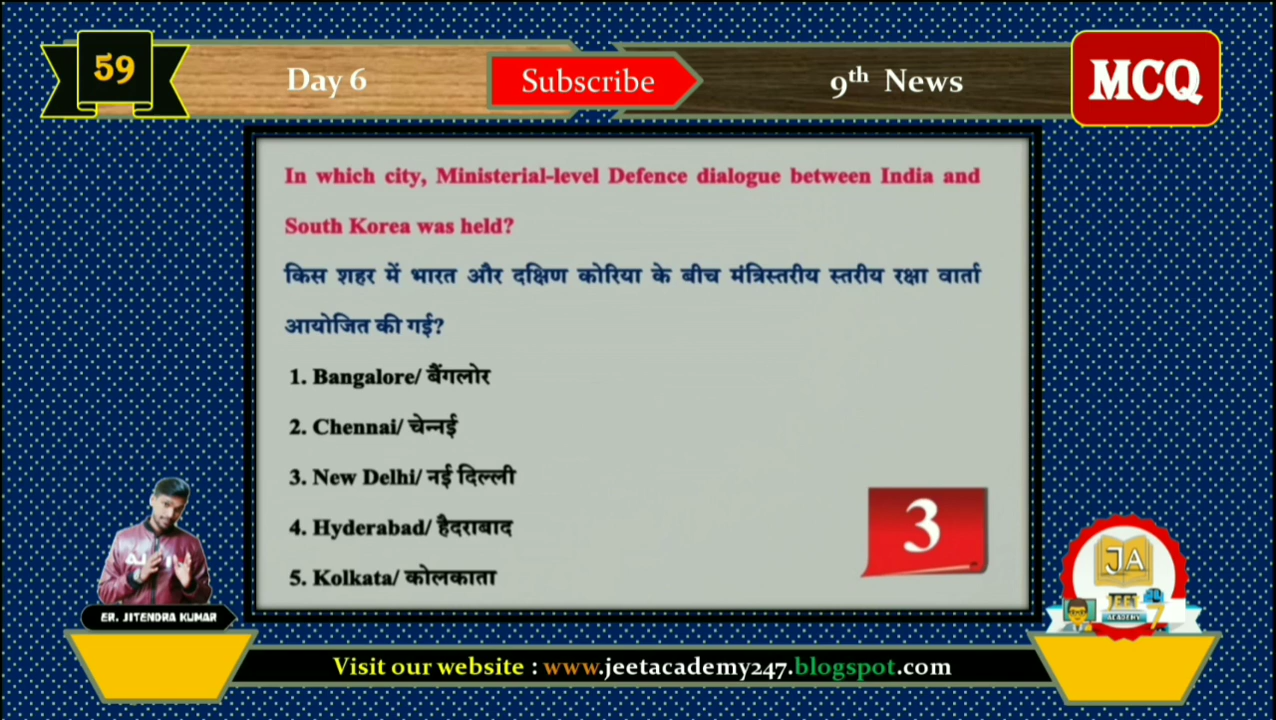 59
Day 6
Subscribe
9th News
MCQ
In which city, Ministerial-level Defence dialogue between India and
South Korea was held?
किस शहर में भारत और दक्षिण कोरिया के बीच मंत्रिस्तरीय स्तरीय रक्षा वार्ता
आयोजित की गई?
1. Bangalore/ बैंगलोर
2. Chennai/ चेन्नई
3. New Delhi/ नई दिल्ली
4. Hyderabad/ हैदराबाद
5. Kolkata/ कोलकाता
3
ER. JITENDRA KUMAR
JA
JEET
ACADEMY
Visit our website : www.jeetacademy247.blogspot.com